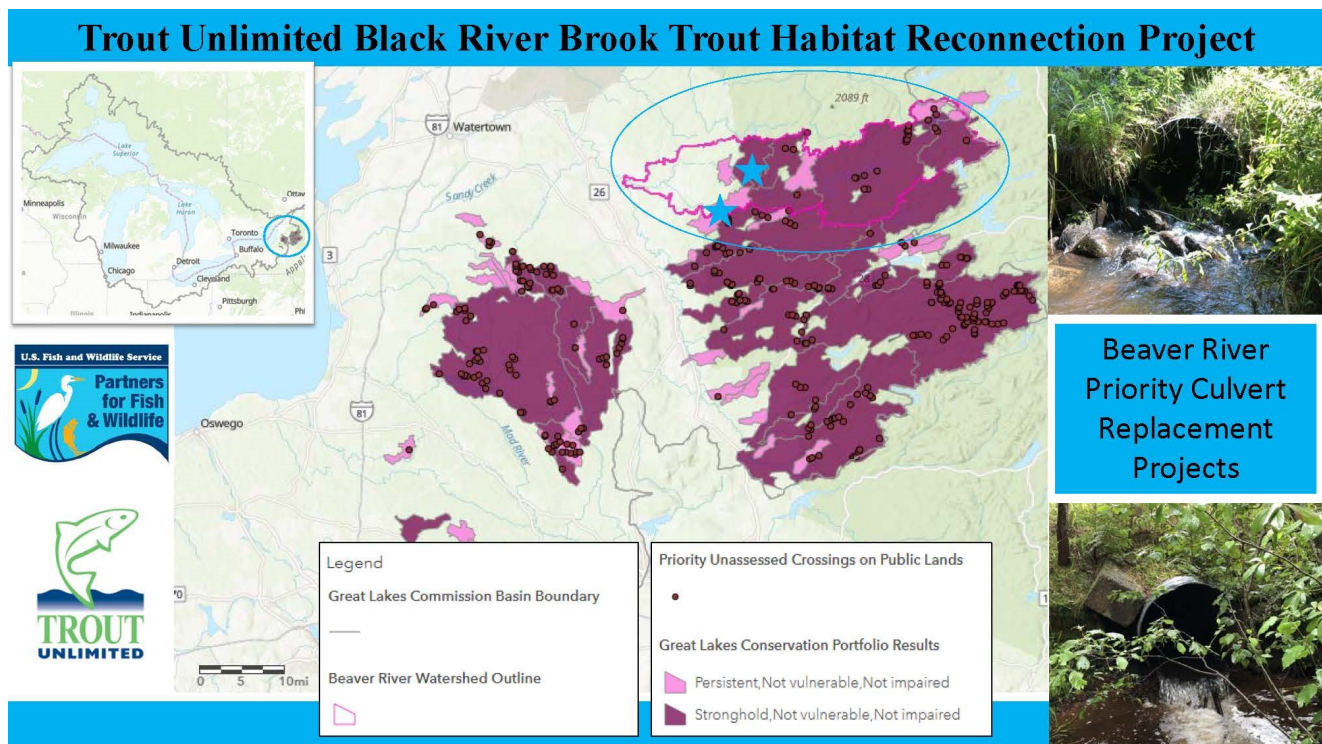 Trout Unlimited Black River Brook Trout Habitat Reconnection Project
Lake
Superior
Minneapolis
Wisconsin
Lake
Huron
Ottaw
Toronto
Milwaukee
Buffalo
Detroit
Chicago
Cleveland
Appal
Pittsburgh
Illinois
Indianapolis
Phi
81
Watertown
2089 ft
Sandy Creek
26
3
U.S. Fish and Wildlife Service
Partners
for Fish
& Wildlife
Oswego
81
Mad River
Beaver River
Priority Culvert
Replacement
Projects
TROUT
UNLIMITED
0 5 10mi
Legend
Great Lakes Commission Basin Boundary
Beaver River Watershed Outline
Priority Unassessed Crossings on Public Lands
Great Lakes Conservation Portfolio Results
Persistent,Not vulnerable,Not impaired
Stronghold,Not vulnerable,Not impaired